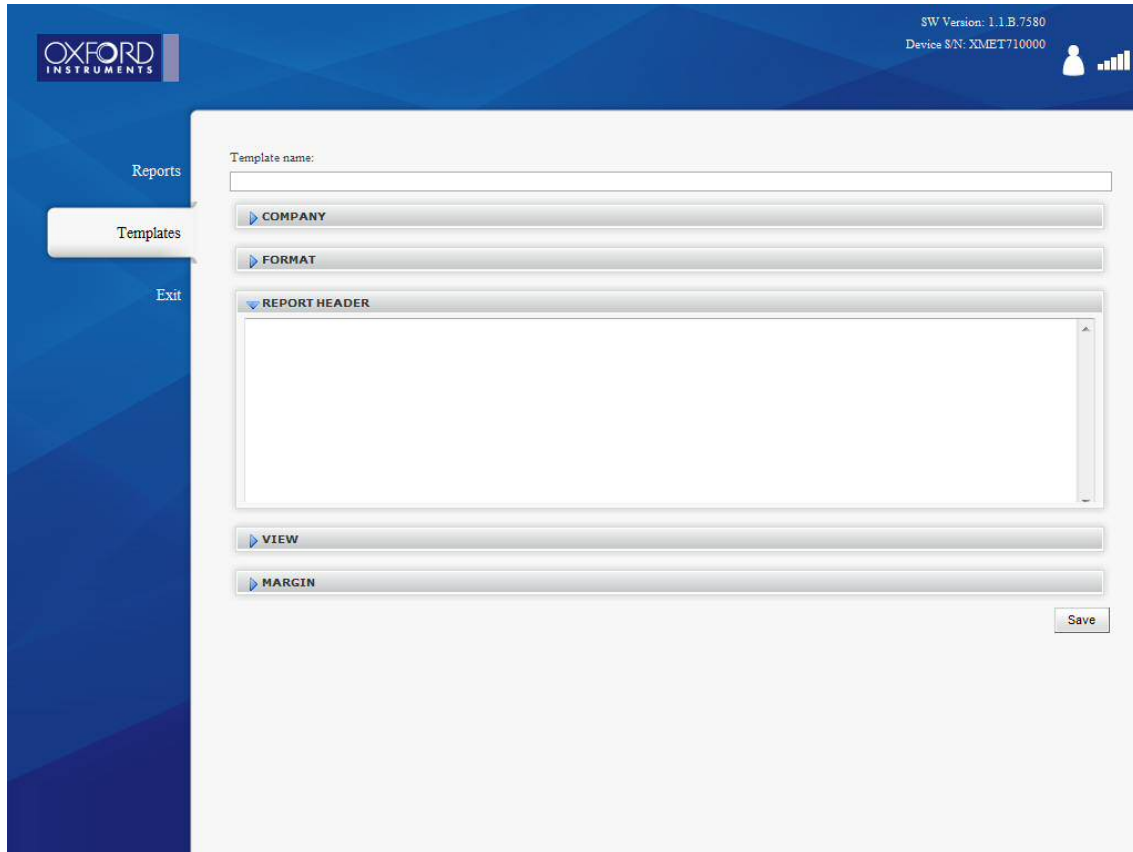 SW Version: 1.1.B.7580
Device S/N: XMET710000
OXFORD
INSTRUMENTS
Reports
Templates
Exit
Template name:
COMPANY
FORMAT
REPORT HEADER
VIEW
MARGIN
Save